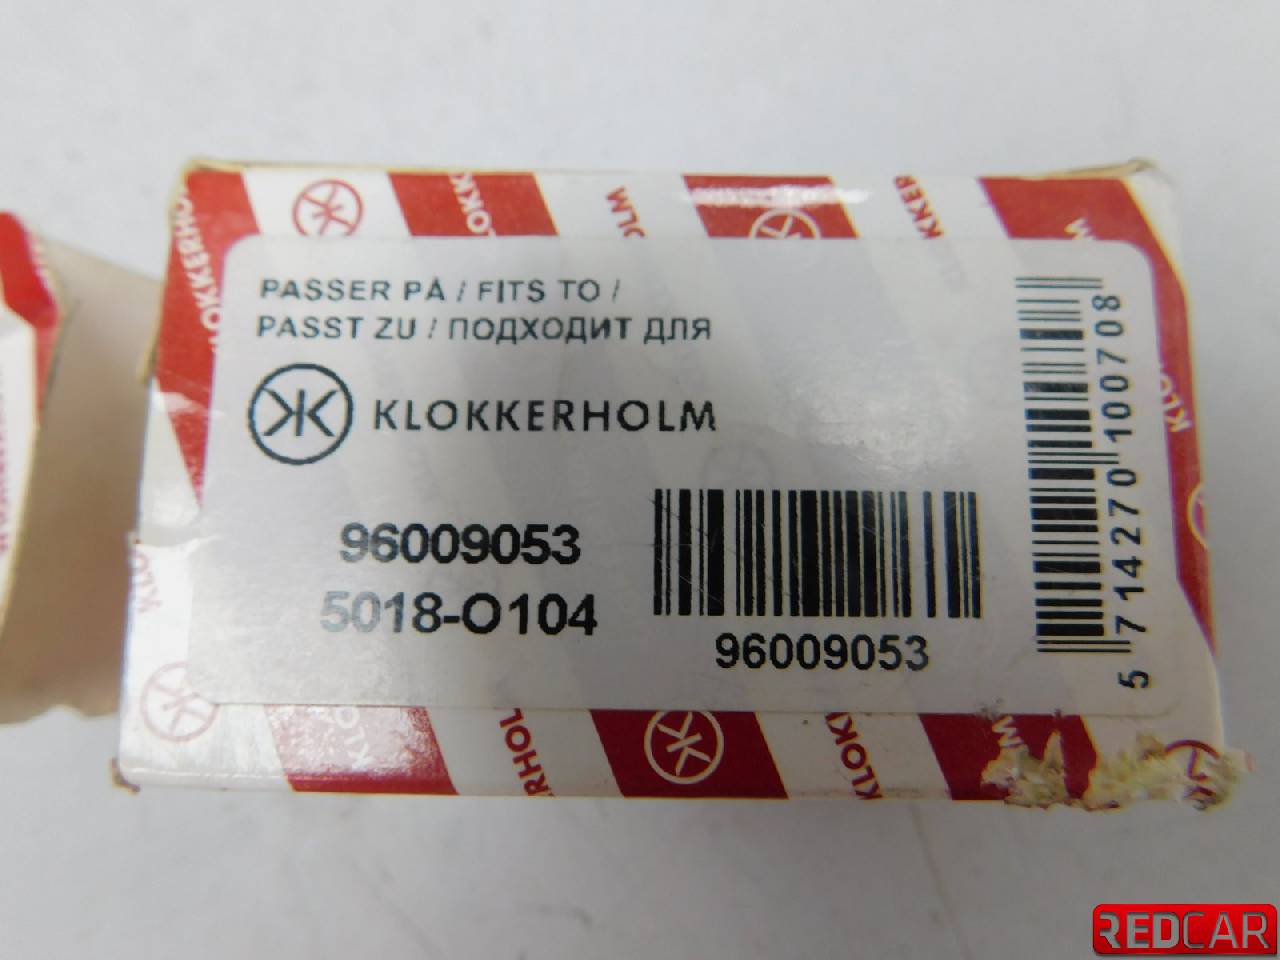 PASSER PÅ / FITS TO /
PASST ZU / ПОДХОДИТ ДЛЯ
KLOKKERHOLM
96009053
5018-O104
96009053
5 714270 100708
REDCAR